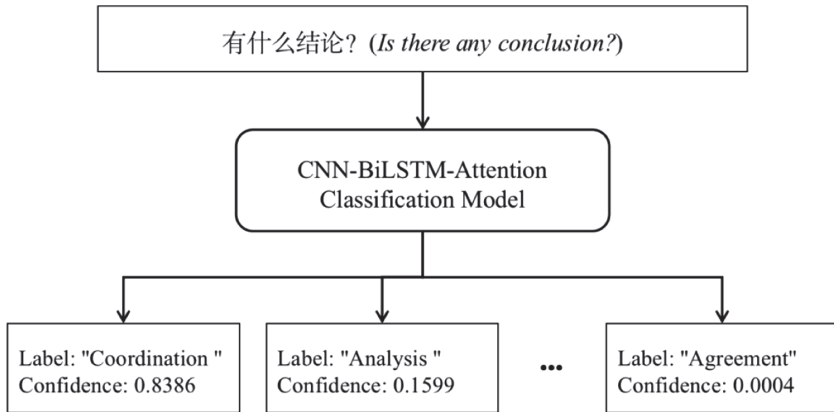 有什么结论? (Is there any conclusion?)
CNN-BiLSTM-Attention
Classification Model
Label: "Coordination "
Confidence: 0.8386
Label: "Analysis "
Confidence: 0.1599
•••
Label: "Agreement"
Confidence: 0.0004